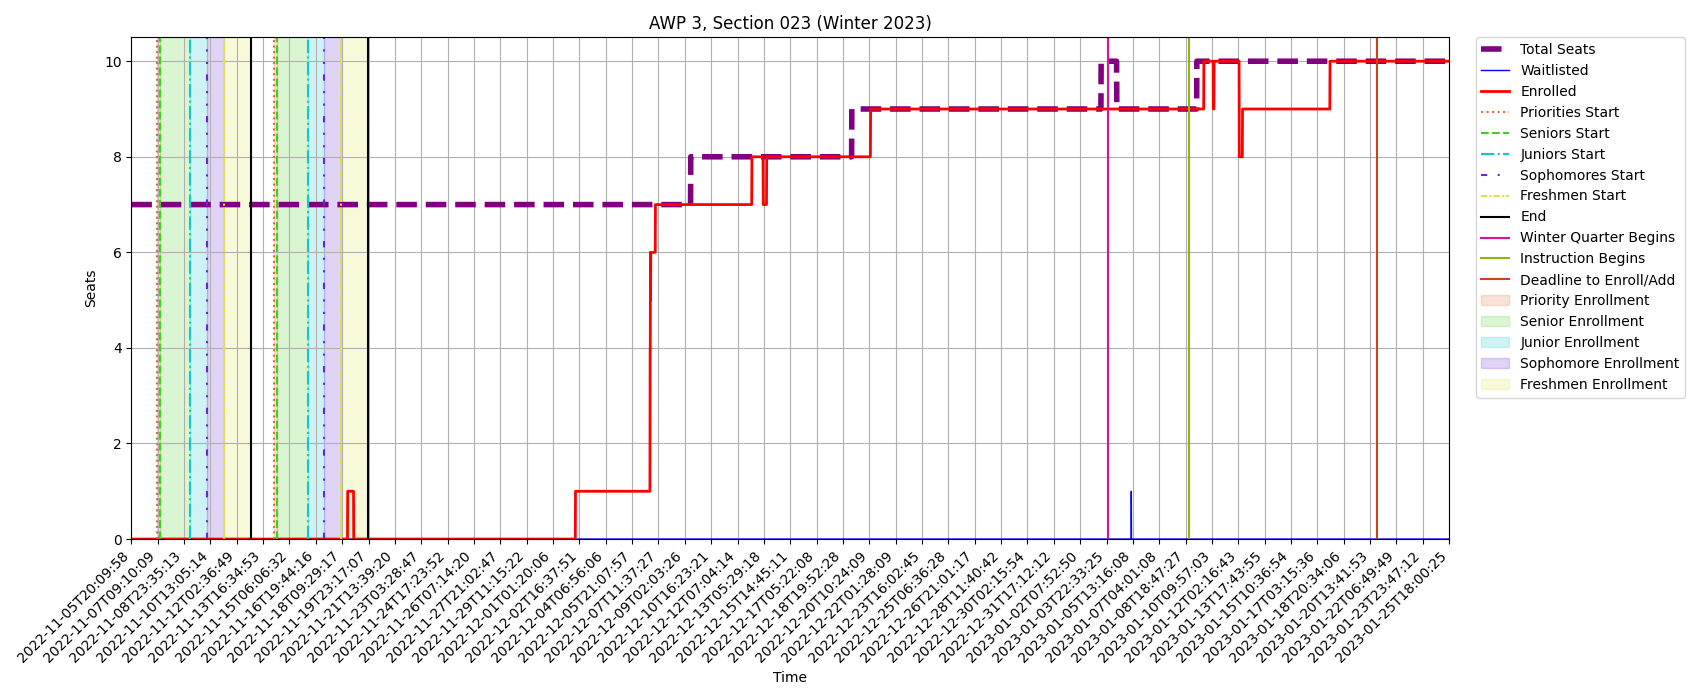 AWP 3, Section 023 (Winter 2023)
10
8
6
4
2
0
Seats
2022-11-05T20:09:58
2022-11-07T09:10:09
2022-11-08T23:35:13
2022-11-10T13:05:14
2022-11-12T02:36:49
2022-11-13T16:34:53
2022-11-15T06:06:32
2022-11-16T19:44:16
2022-11-18T09:29:17
2022-11-19T23:17:07
2022-11-21T13:39:20
2022-11-23T03:28:47
2022-11-24T17:23:52
2022-11-26T07:14:20
2022-11-27T21:02:47
2022-11-29T11:15:22
2022-12-01T01:20:06
2022-12-02T16:37:51
2022-12-04T06:56:06
2022-12-05T21:07:57
2022-12-07T11:37:27
2022-12-09T02:03:26
2022-12-10T16:23:21
2022-12-12T07:04:14
2022-12-13T05:29:18
2022-12-15T14:45:11
2022-12-17T05:22:08
2022-12-18T19:52:28
2022-12-20T10:24:09
2022-12-22T01:28:09
2022-12-23T16:02:45
2022-12-25T06:36:28
2022-12-26T21:01:17
2022-12-28T11:40:42
2022-12-30T02:15:54
2022-12-31T17:12:12
2023-01-02T07:52:50
2023-01-03T22:33:25
2023-01-05T13:16:08
2023-01-07T04:01:08
2023-01-08T18:47:27
2023-01-10T09:57:03
2023-01-12T02:16:43
2023-01-13T17:43:55
2023-01-15T10:36:54
2023-01-17T03:15:36
2023-01-18T20:34:06
2023-01-20T13:41:53
2023-01-22T06:49:49
2023-01-23T23:47:12
2023-01-25T18:00:25
Time
Total Seats
Waitlisted
Enrolled
Priorities Start
Seniors Start
Juniors Start
Sophomores Start
Freshmen Start
End
Winter Quarter Begins
Instruction Begins
Deadline to Enroll/Add
Priority Enrollment
Senior Enrollment
Junior Enrollment
Sophomore Enrollment
Freshmen Enrollment